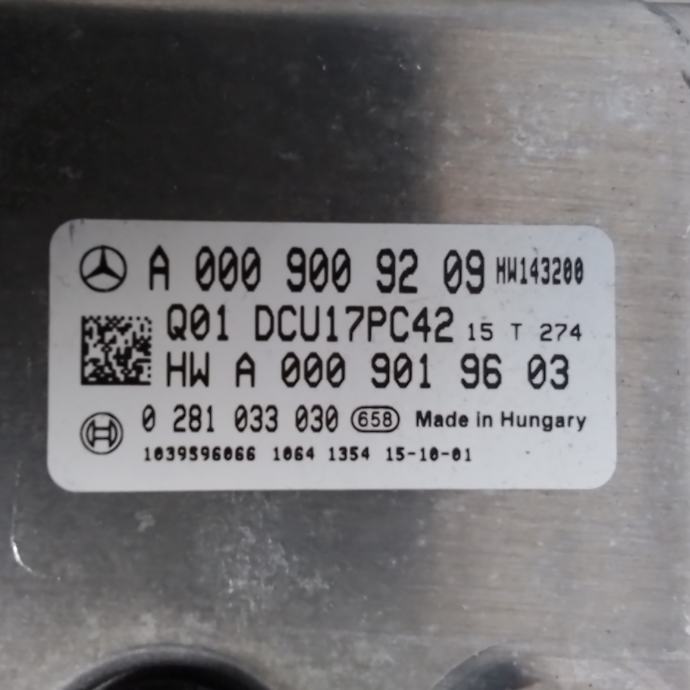 A 000 900 92 09 HW143200
Q01 DCU17PC42 15 T 274
HW A 000 901 96 03
0 281 033 030 658 Made in Hungary
1039S96066 1064 1354 15-10-01